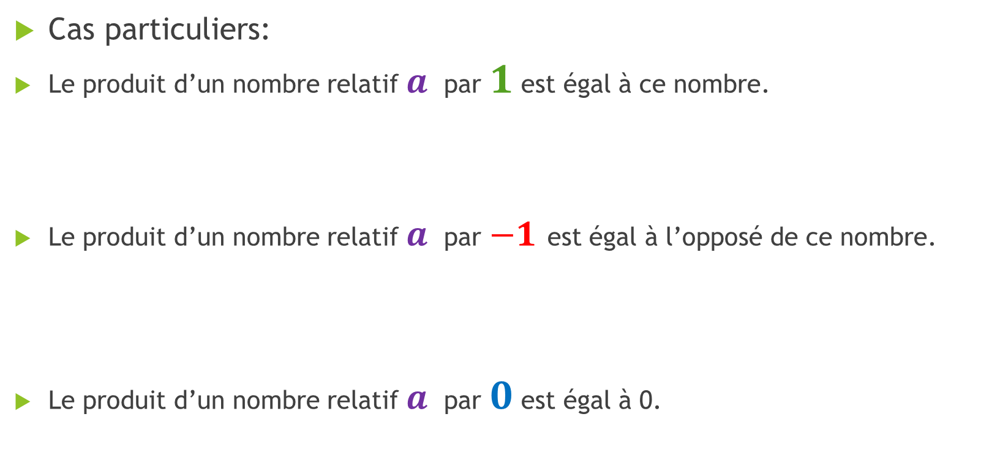 Cas particuliers:
Le produit d’un nombre relatif a par 1 est égal à ce nombre.
Le produit d’un nombre relatif a par −1 est égal à l’opposé de ce nombre.
Le produit d’un nombre relatif a par 0 est égal à 0.